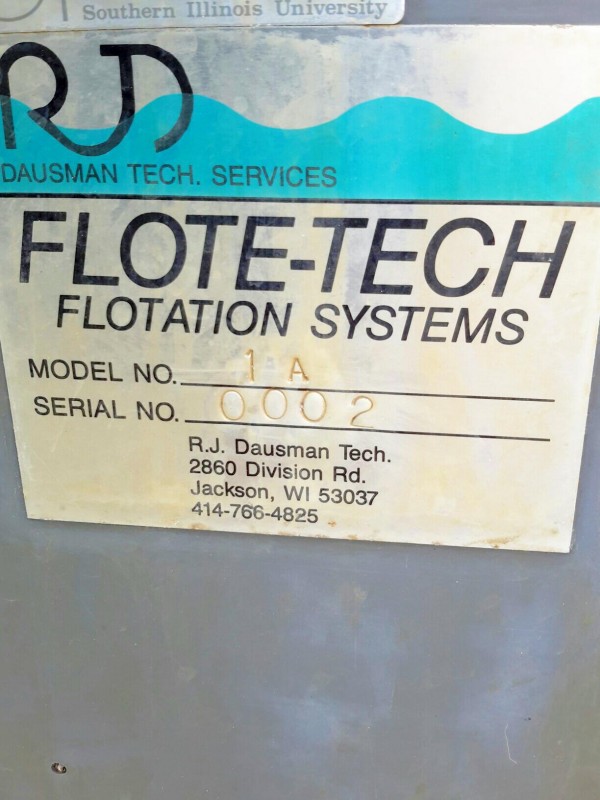 Southern Illinois University
RJD
DAUSMAN TECH. SERVICES
FLOTE-TECH
FLOTATION SYSTEMS
MODEL NO. 1 A
SERIAL NO. 0002
R.J. Dausman Tech.
2860 Division Rd.
Jackson, WI 53037
414-766-4825